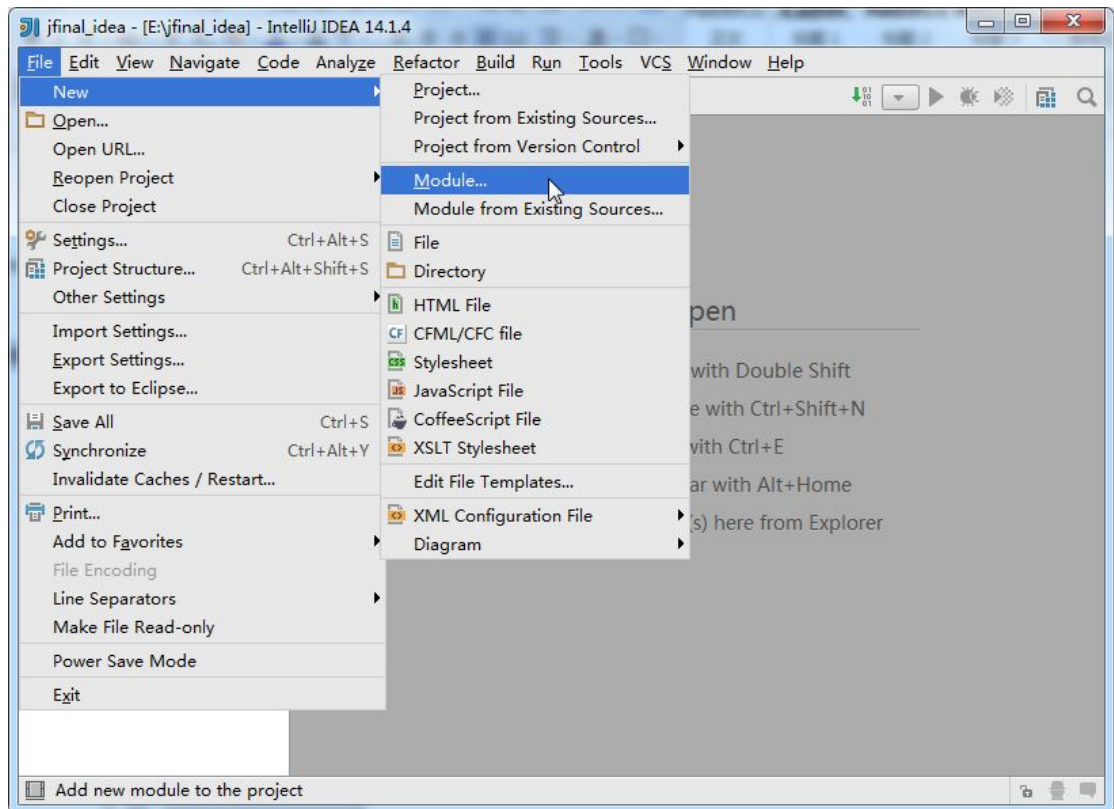 jfinal_idea - [E:\jfinal_idea] - IntelliJ IDEA 14.1.4
File Edit View Navigate Code Analyze Refactor Build Run Tools VCS Window Help
New
Open...
Open URL...
Reopen Project
Close Project
Settings... Ctrl+Alt+S
Project Structure... Ctrl+Alt+Shift+S
Other Settings
Import Settings...
Export Settings...
Export to Eclipse...
Save All Ctrl+S
Synchronize Ctrl+Alt+Y
Invalidate Caches / Restart...
Print...
Add to Favorites
File Encoding
Line Separators
Make File Read-only
Power Save Mode
Exit
Project...
Project from Existing Sources...
Project from Version Control
Module...
Module from Existing Sources...
File
Directory
HTML File
CFML/CFC file
Stylesheet
JavaScript File
CoffeeScript File
XSLT Stylesheet
Edit File Templates...
XML Configuration File
Diagram
pen
with Double Shift
e with Ctrl+Shift+N
with Ctrl+E
ar with Alt+Home
(s) here from Explorer
Add new module to the project